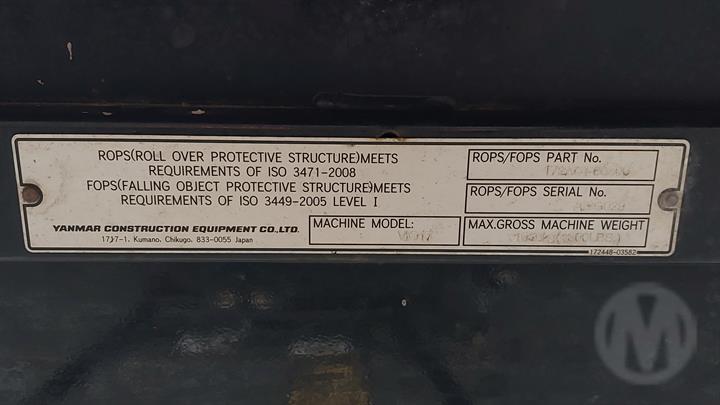 ROPS(ROLL OVER PROTECTIVE STRUCTURE)MEETS
REQUIREMENTS OF ISO 3471-2008
FOPS(FALLING OBJECT PROTECTIVE STRUCTURE)MEETS
REQUIREMENTS OF ISO 3449-2005 LEVEL I
YANMAR CONSTRUCTION EQUIPMENT CO.,LTD.
1717-1. Kumano. Chikugo. 833-0055 Japan
MACHINE MODEL:
ROPS/FOPS PART No.
ROPS/FOPS SERIAL No.
MAX.GROSS MACHINE WEIGHT
172448-03582
M